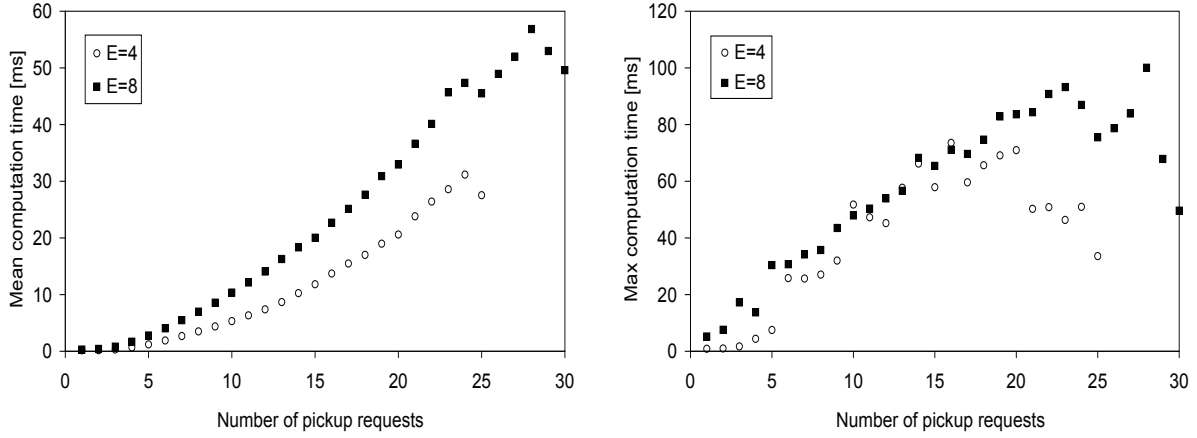 60
50
40
30
20
10
0
Mean computation time [ms]
E=4
E=8
0 5 10 15 20 25 30
Number of pickup requests
120
100
80
60
40
20
0
Max computation time [ms]
E=4
E=8
0 5 10 15 20 25 30
Number of pickup requests